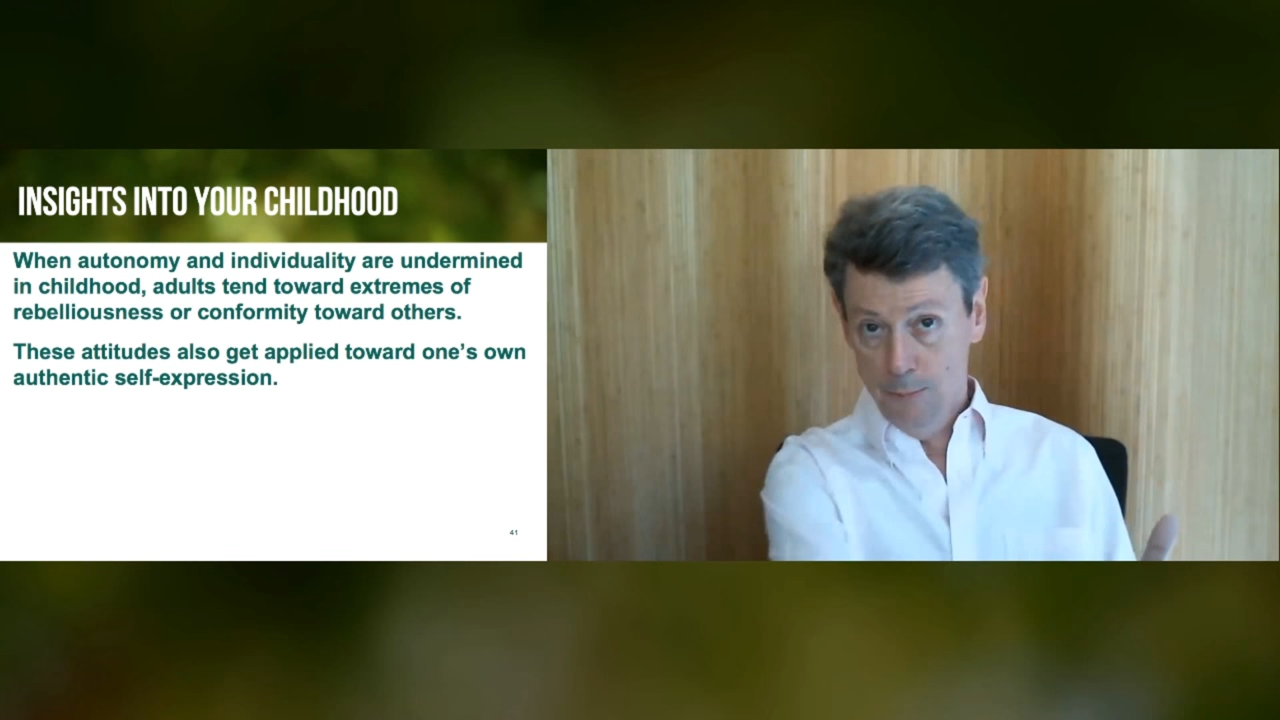 INSIGHTS INTO YOUR CHILDHOOD
When autonomy and individuality are undermined
in childhood, adults tend toward extremes of
rebelliousness or conformity toward others.
These attitudes also get applied toward one’s own
authentic self-expression.
41